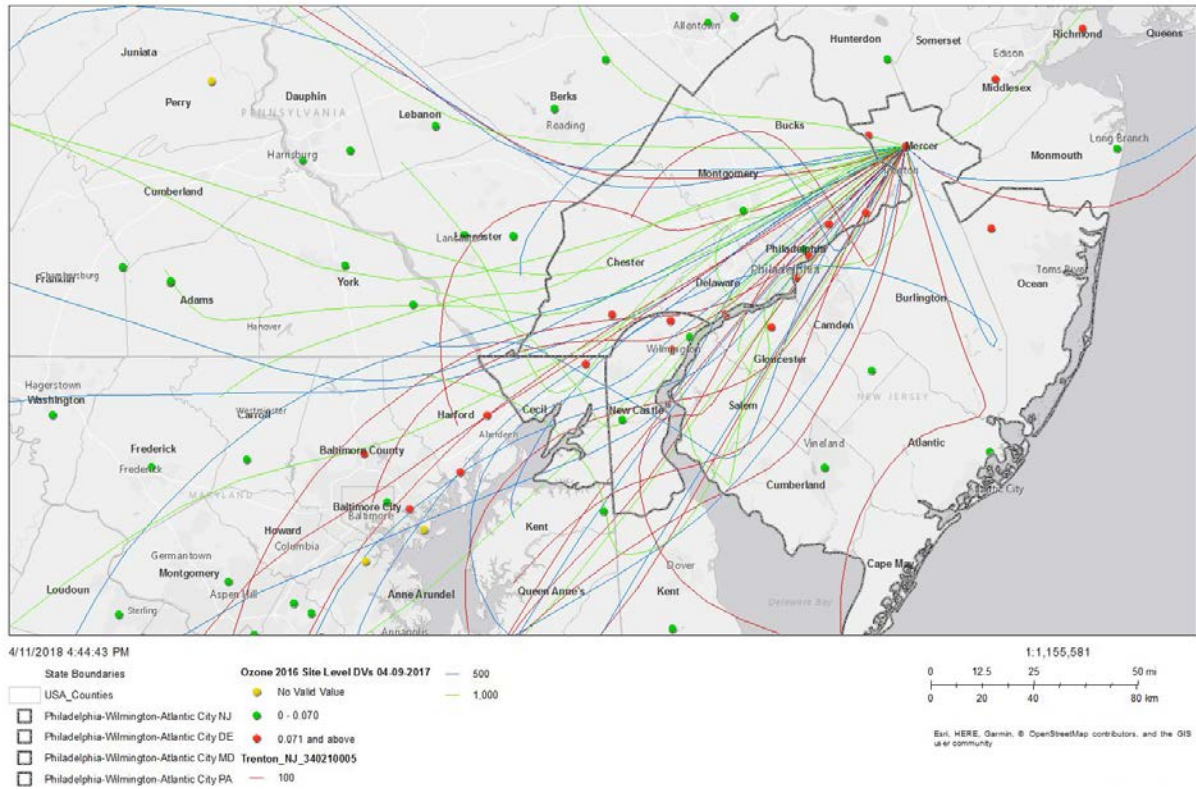 Allentown
Hunterdon
Somerset
Richmond
Queens
Juniata
Edison
Middlesex
Perry
Dauphin
Berks
PENNSYLVANIA
Lebanon
Reading
Bucks
Long Branch
Mercer
Harrisburg
Monmouth
Montgomery
Cumberland
Philadelphia
Philadelphia
Chester
Franklin
York
Toms River
Delaware
Ocean
Adams
Burlington
Hanover
Camden
Wilmington
Gloucester
Hagerstown
Washington
Cecil
New Castle
Salem
NEW JERSEY
Westminster
Carroll
Harford
Aberdeen
Vineland
Atlantic
Frederick
Baltimore County
Frederick
Cumberland
MARYLAND
Baltimore City
Baltimore
Kent
Howard
Columbia
Germantown
Montgomery
Dover
Cape May
Loudoun
Aspen Hill
Anne Arundel
Queen Anne's
Kent
Sterling
Delaware Bay
Annapolis
4/11/2018 4:44:43 PM
1:1,155,581
State Boundaries
Ozone 2016 Site Level DVs 04-09-2017
500
0 12.5 25 50 mi
USA_Counties
No Valid Value
1,000
0 20 40 80 km
Philadelphia-Wilmington-Atlantic City NJ
0 - 0.070
Philadelphia-Wilmington-Atlantic City DE
0.071 and above
Esri, HERE, Garmin, © OpenStreetMap contributors, and the GIS
user community
Philadelphia-Wilmington-Atlantic City MD
Trenton_NJ_340210005
Philadelphia-Wilmington-Atlantic City PA
100